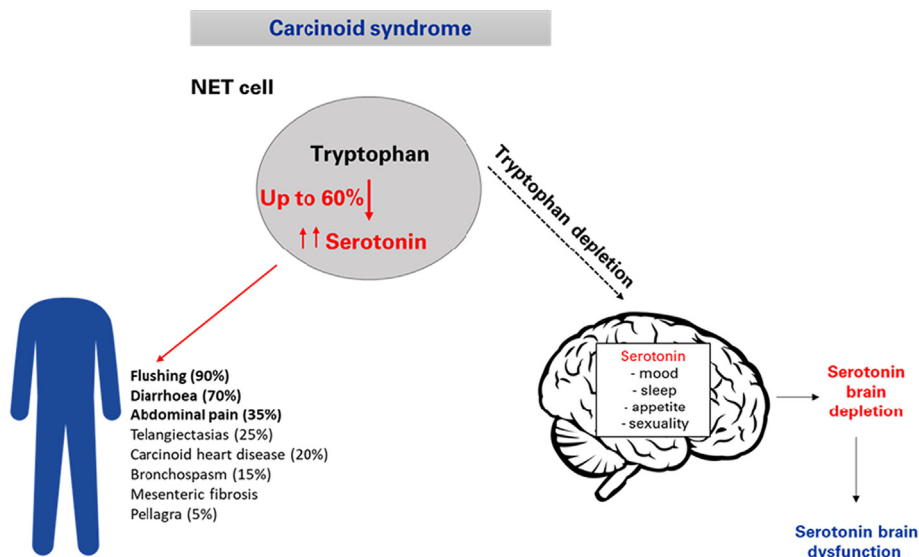 Carcinoid syndrome
NET cell
Tryptophan
Up to 60%
Serotonin
Tryptophan depletion
Flushing (90%)
Diarrhoea (70%)
Abdominal pain (35%)
Telangiectasias (25%)
Carcinoid heart disease (20%)
Bronchospasm (15%)
Mesenteric fibrosis
Pellagra (5%)
Serotonin
- mood
- sleep
- appetite
- sexuality
Serotonin
brain
depletion
Serotonin brain
dysfunction